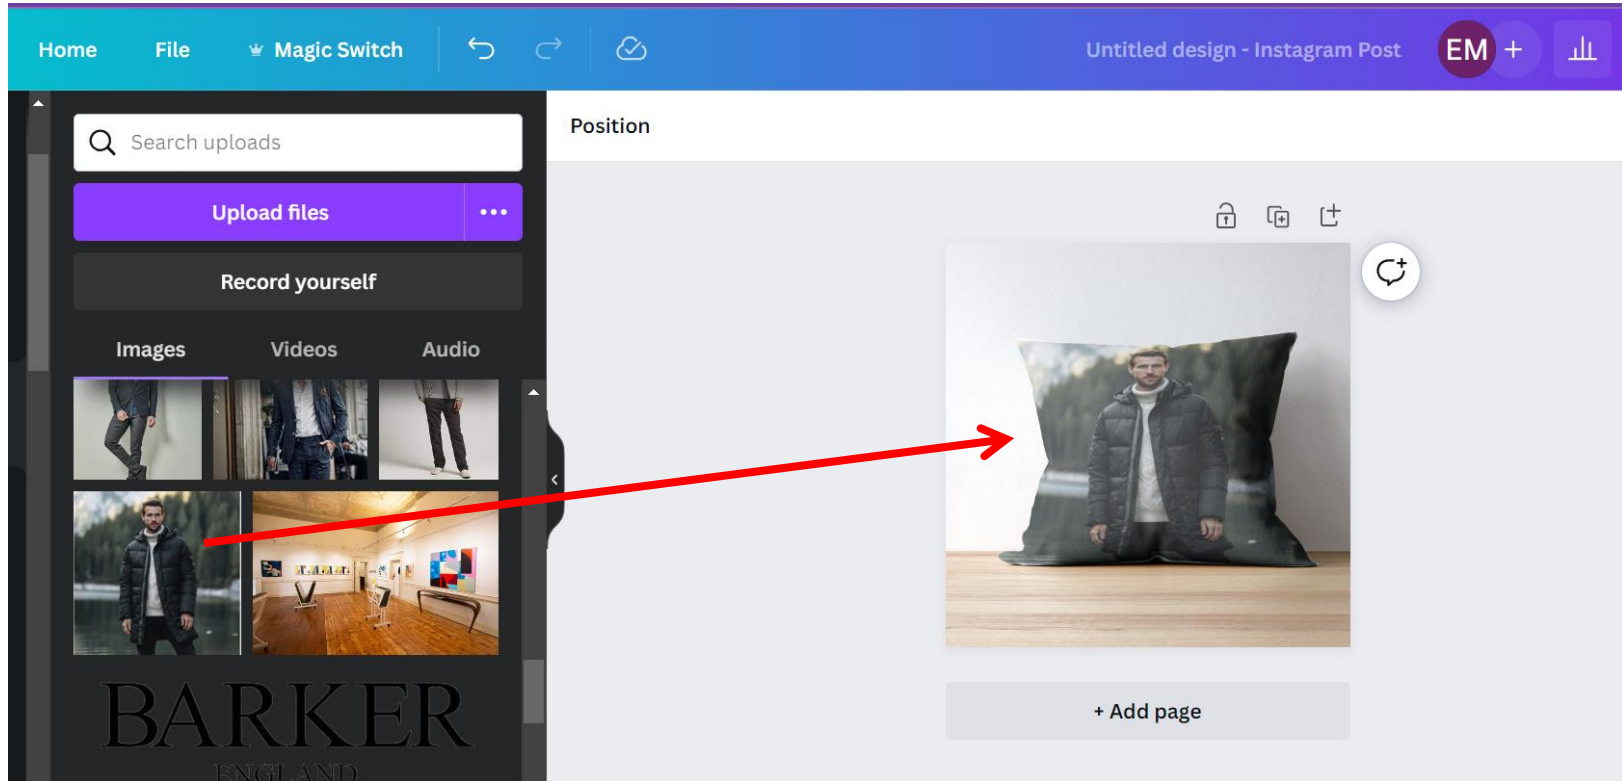 Home File Magic Switch Untitled design - Instagram Post EM +
Search uploads
Position
Upload files
Record yourself
Images Videos Audio
BARKER
ENGLAND
+ Add page